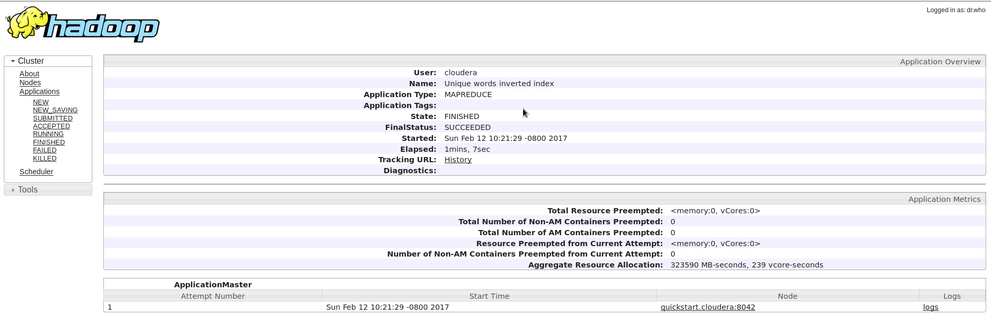 Logged in as: dr.who
hadoop
Cluster
About
Nodes
Applications
NEW
NEW_SAVING
SUBMITTED
ACCEPTED
RUNNING
FINISHED
FAILED
KILLED
Scheduler
Tools
Application Overview
User: cloudera
Name: Unique words inverted index
Application Type: MAPREDUCE
Application Tags:
State: FINISHED
FinalStatus: SUCCEEDED
Started: Sun Feb 12 10:21:29 -0800 2017
Elapsed: 1mins, 7sec
Tracking URL: History
Diagnostics:
Application Metrics
Total Resource Preempted: <memory:0, vCores:0>
Total Number of Non-AM Containers Preempted: 0
Total Number of AM Containers Preempted: 0
Resource Preempted from Current Attempt: <memory:0, vCores:0>
Number of Non-AM Containers Preempted from Current Attempt: 0
Aggregate Resource Allocation: 323590 MB-seconds, 239 vcore-seconds
ApplicationMaster
Attempt Number Start Time Node Logs
1 Sun Feb 12 10:21:29 -0800 2017 quickstart.cloudera:8042 logs